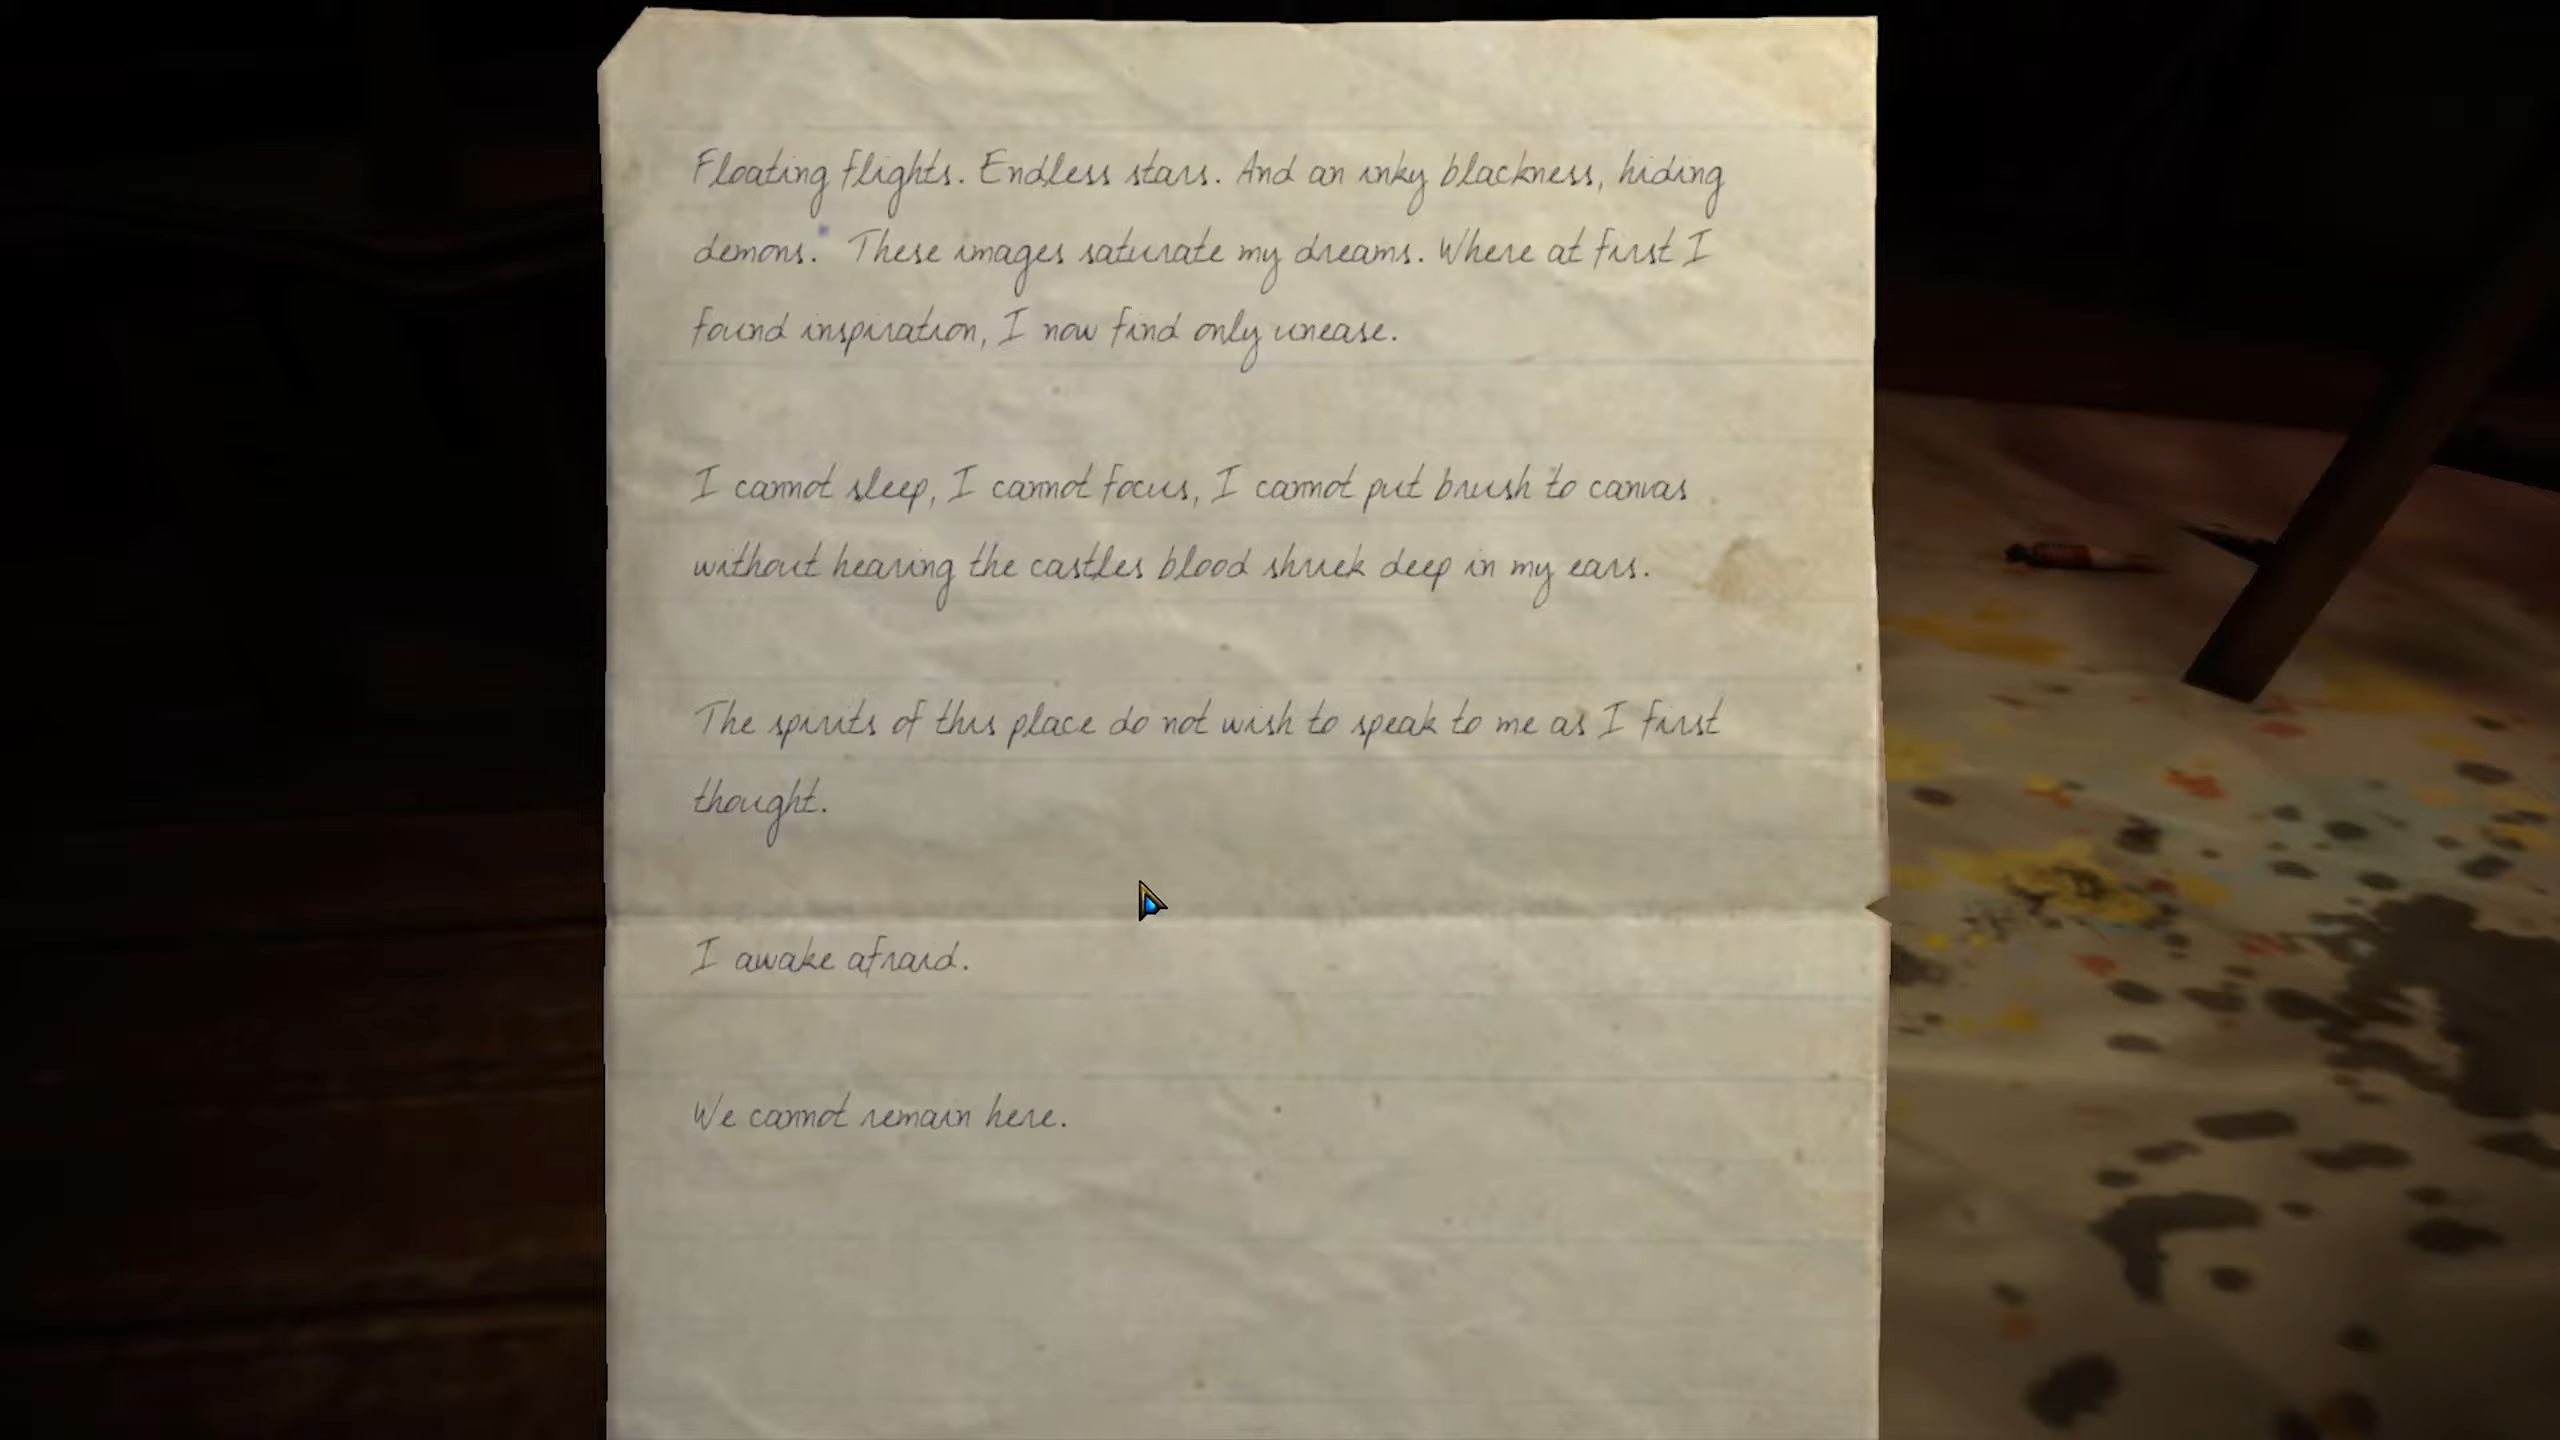 Floating flights. Endless stars. And an inky blackness, hiding
demons. These images saturate my dreams. Where at first I
found inspiration, I now find only unease.
I cannot sleep, I cannot focus, I cannot put brush to canvas
without hearing the castles blood shriek deep in my ears.
The spirits of this place do not wish to speak to me as I first
thought.
I awake afraid.
We cannot remain here.